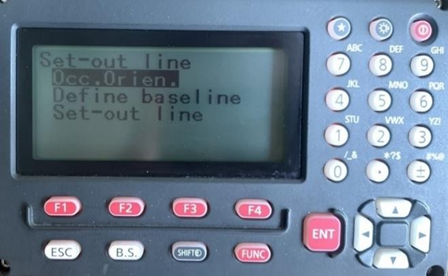 Set-out line
Occ.Orien.
Define baseline
Set-out line
ABC DEF GHI
7 8 9
JKL MNO PQR
4 5 6
STU VWX YZ!
1 2 3
/_& *?$ #%@
0 . ±
F1 F2 F3 F4
ENT
ESC B.S. SHIFT FUNC